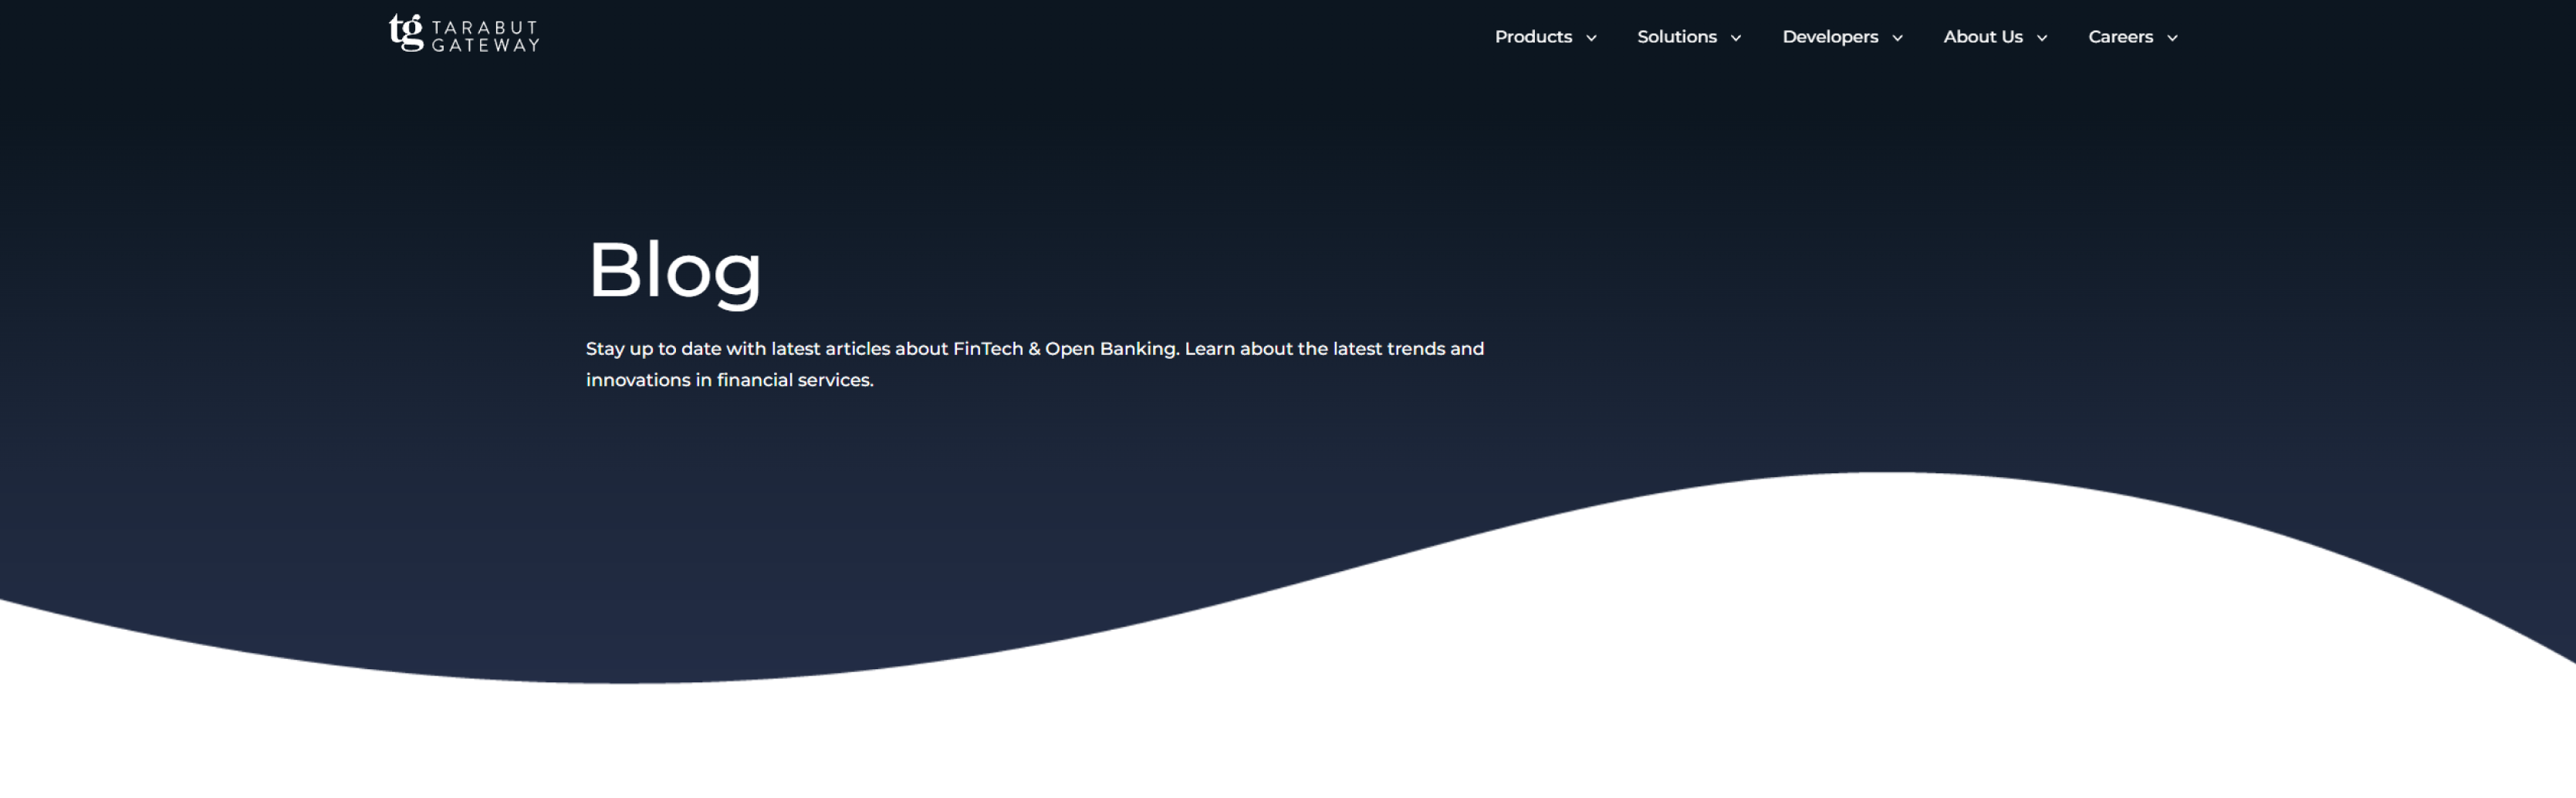 tg TARABUT
GATEWAY
Products
Solutions
Developers
About Us
Careers
Blog
Stay up to date with latest articles about FinTech & Open Banking. Learn about the latest trends and
innovations in financial services.